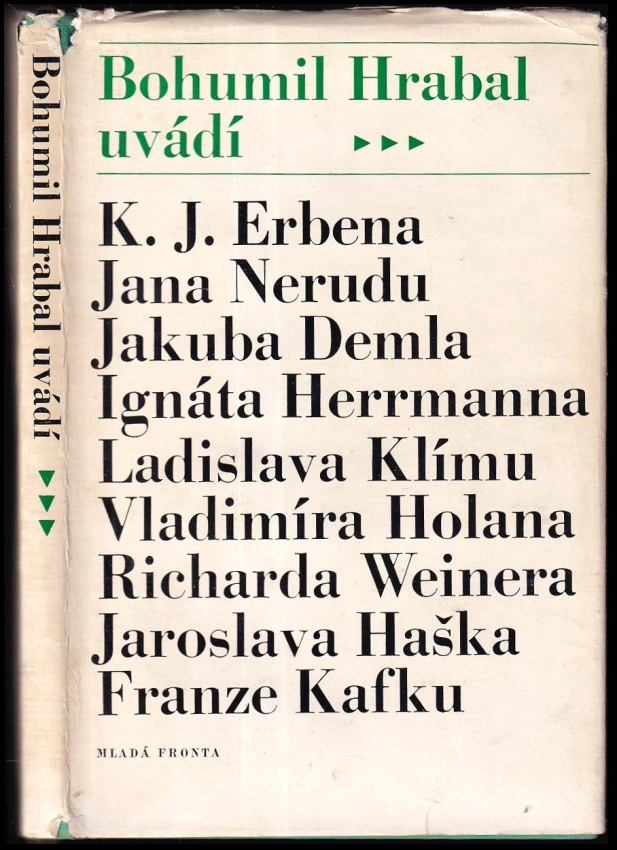 Bohumil Hrabal
uvádí
K. J. Erbena
Jana Nerudu
Jakuba Demla
Ignáta Herrmanna
Ladislava Klímu
Vladimíra Holana
Richarda Weinera
Jaroslava Haška
Franze Kafku
MLADÁ FRONTA
Bohumil Hrabal uvádí